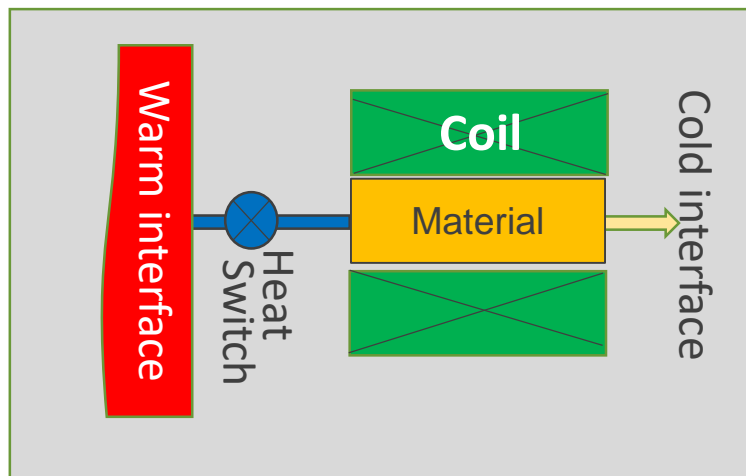 Warm interface
Heat
Switch
Coil
Material
Cold interface